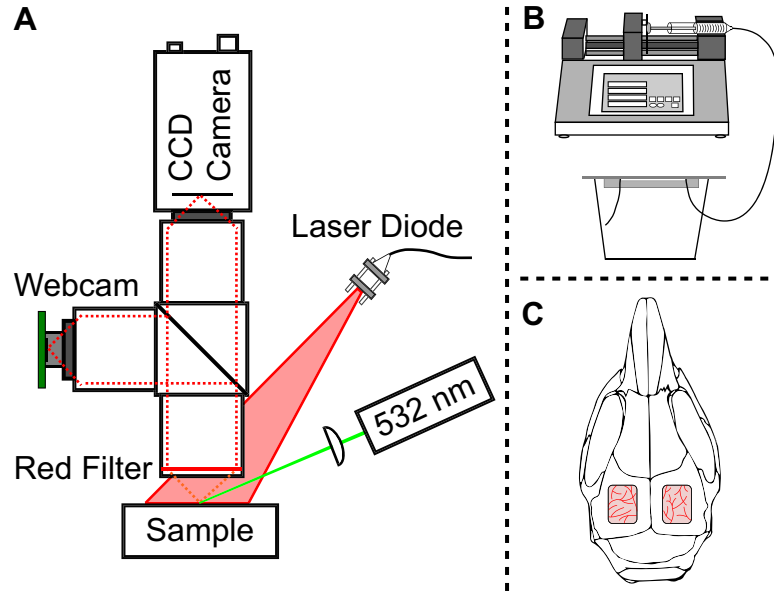 A
CCD
Camera
Laser Diode
Webcam
532 nm
Red Filter
Sample
B
C